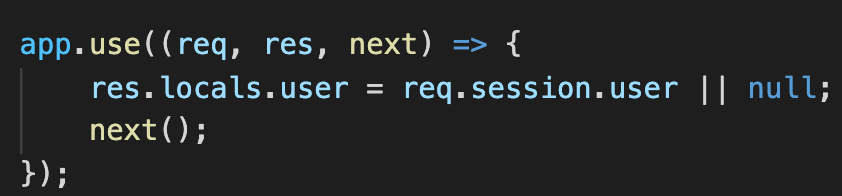 app.use((req, res, next) => {
    res.locals.user = req.session.user || null;
    next();
});